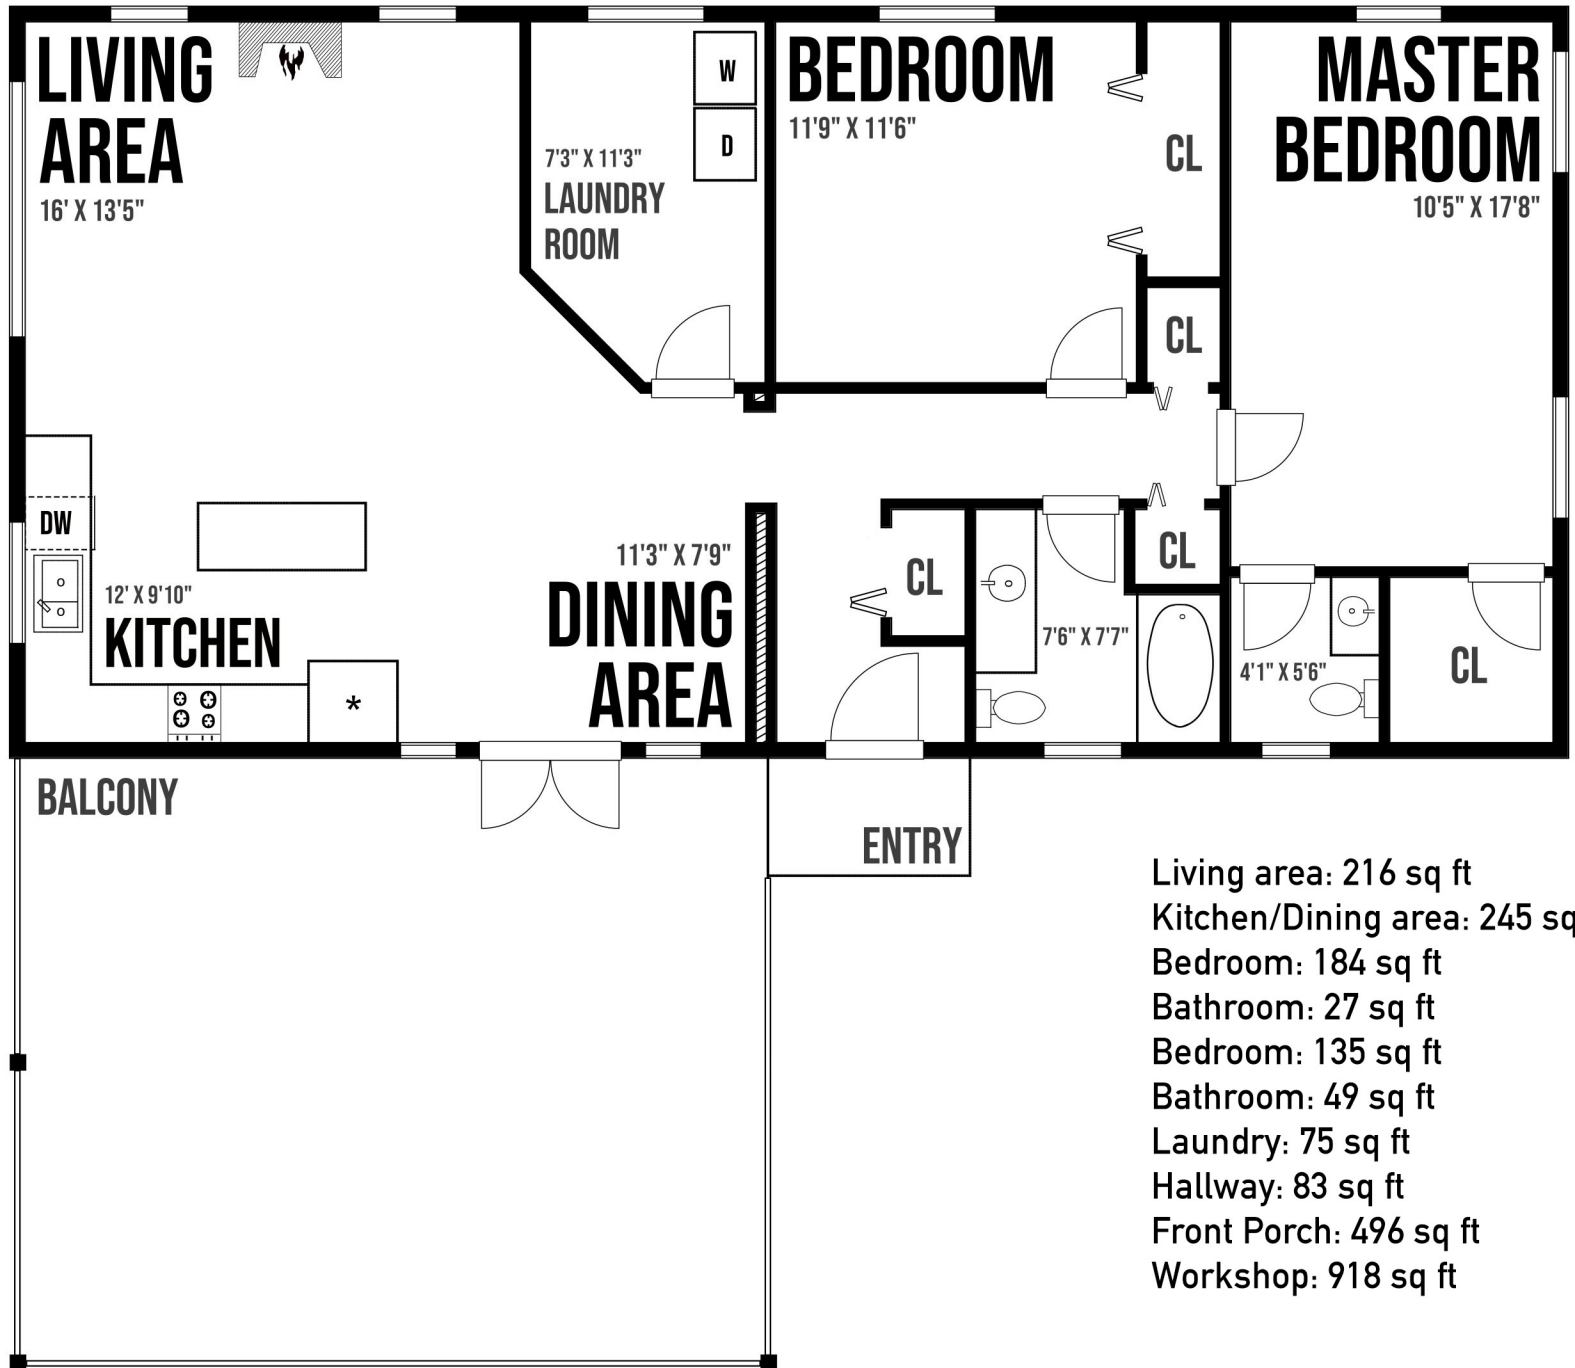 LIVING
AREA
16' X 13'5"
7'3" X 11'3"
LAUNDRY
ROOM
W
D
BEDROOM
11'9" X 11'6"
CL
MASTER
BEDROOM
10'5" X 17'8"
CL
DW
12' X 9'10"
KITCHEN
*
11'3" X 7'9"
DINING
AREA
CL
7'6" X 7'7"
CL
4'1" X 5'6"
CL
BALCONY
ENTRY
Living area: 216 sq ft
Kitchen/Dining area: 245 sq
Bedroom: 184 sq ft
Bathroom: 27 sq ft
Bedroom: 135 sq ft
Bathroom: 49 sq ft
Laundry: 75 sq ft
Hallway: 83 sq ft
Front Porch: 496 sq ft
Workshop: 918 sq ft